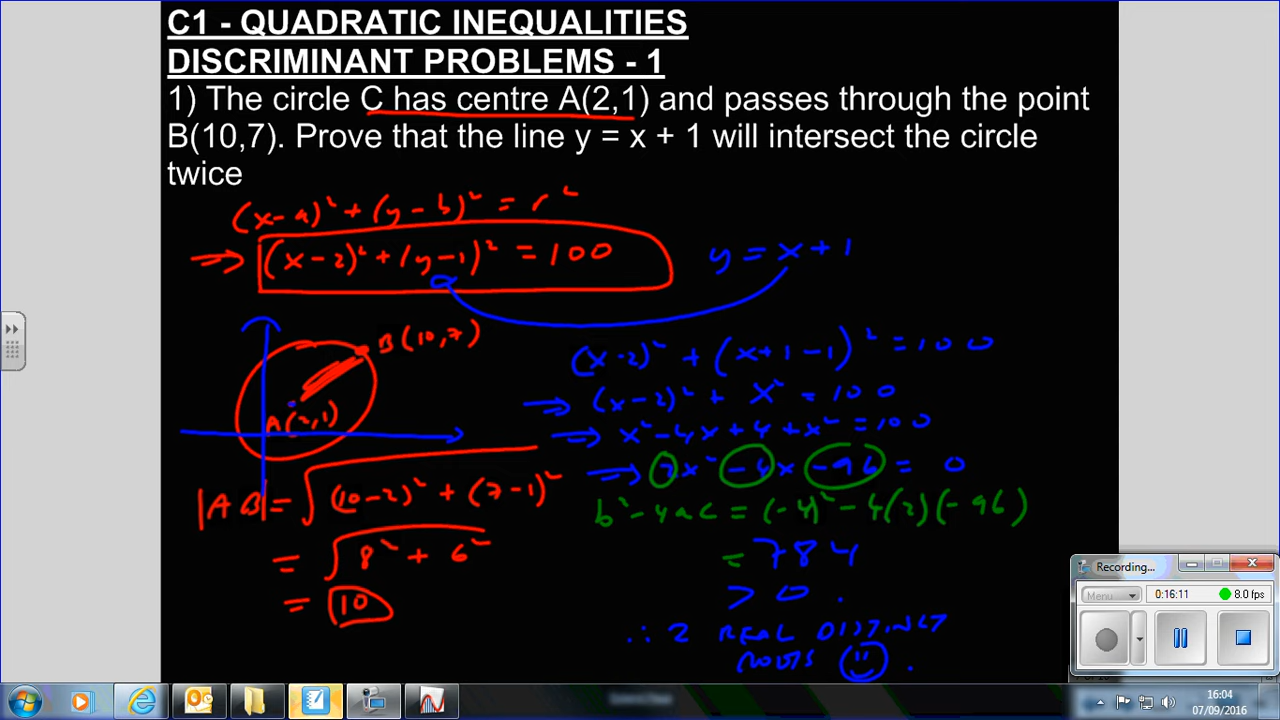 C1 - QUADRATIC INEQUALITIES
DISCRIMINANT PROBLEMS - 1
1) The circle C has centre A(2,1) and passes through the point
B(10,7). Prove that the line y = x + 1 will intersect the circle
twice
(x-a)² + (y-b)² = r²
⇒ (x-2)² + (y-1)² = 100
y = x + 1
B(10,7)
A(2,1)
|AB| = √(10-2)² + (7-1)²
= √8² + 6²
= 10
(x-2)² + (x+1-1)² = 100
⇒ (x-2)² + x² = 100
⇒ x²-4x+4+x² = 100
⇒ 2x² -4x -96 = 0
b²-4ac = (-4)² - 4(2)(-96)
= 784
> 0.
∴ 2 REAL DISTINCT
ROOTS
Recording...
Menu
0:16:11
8.0 fps
16:04
07/09/2016